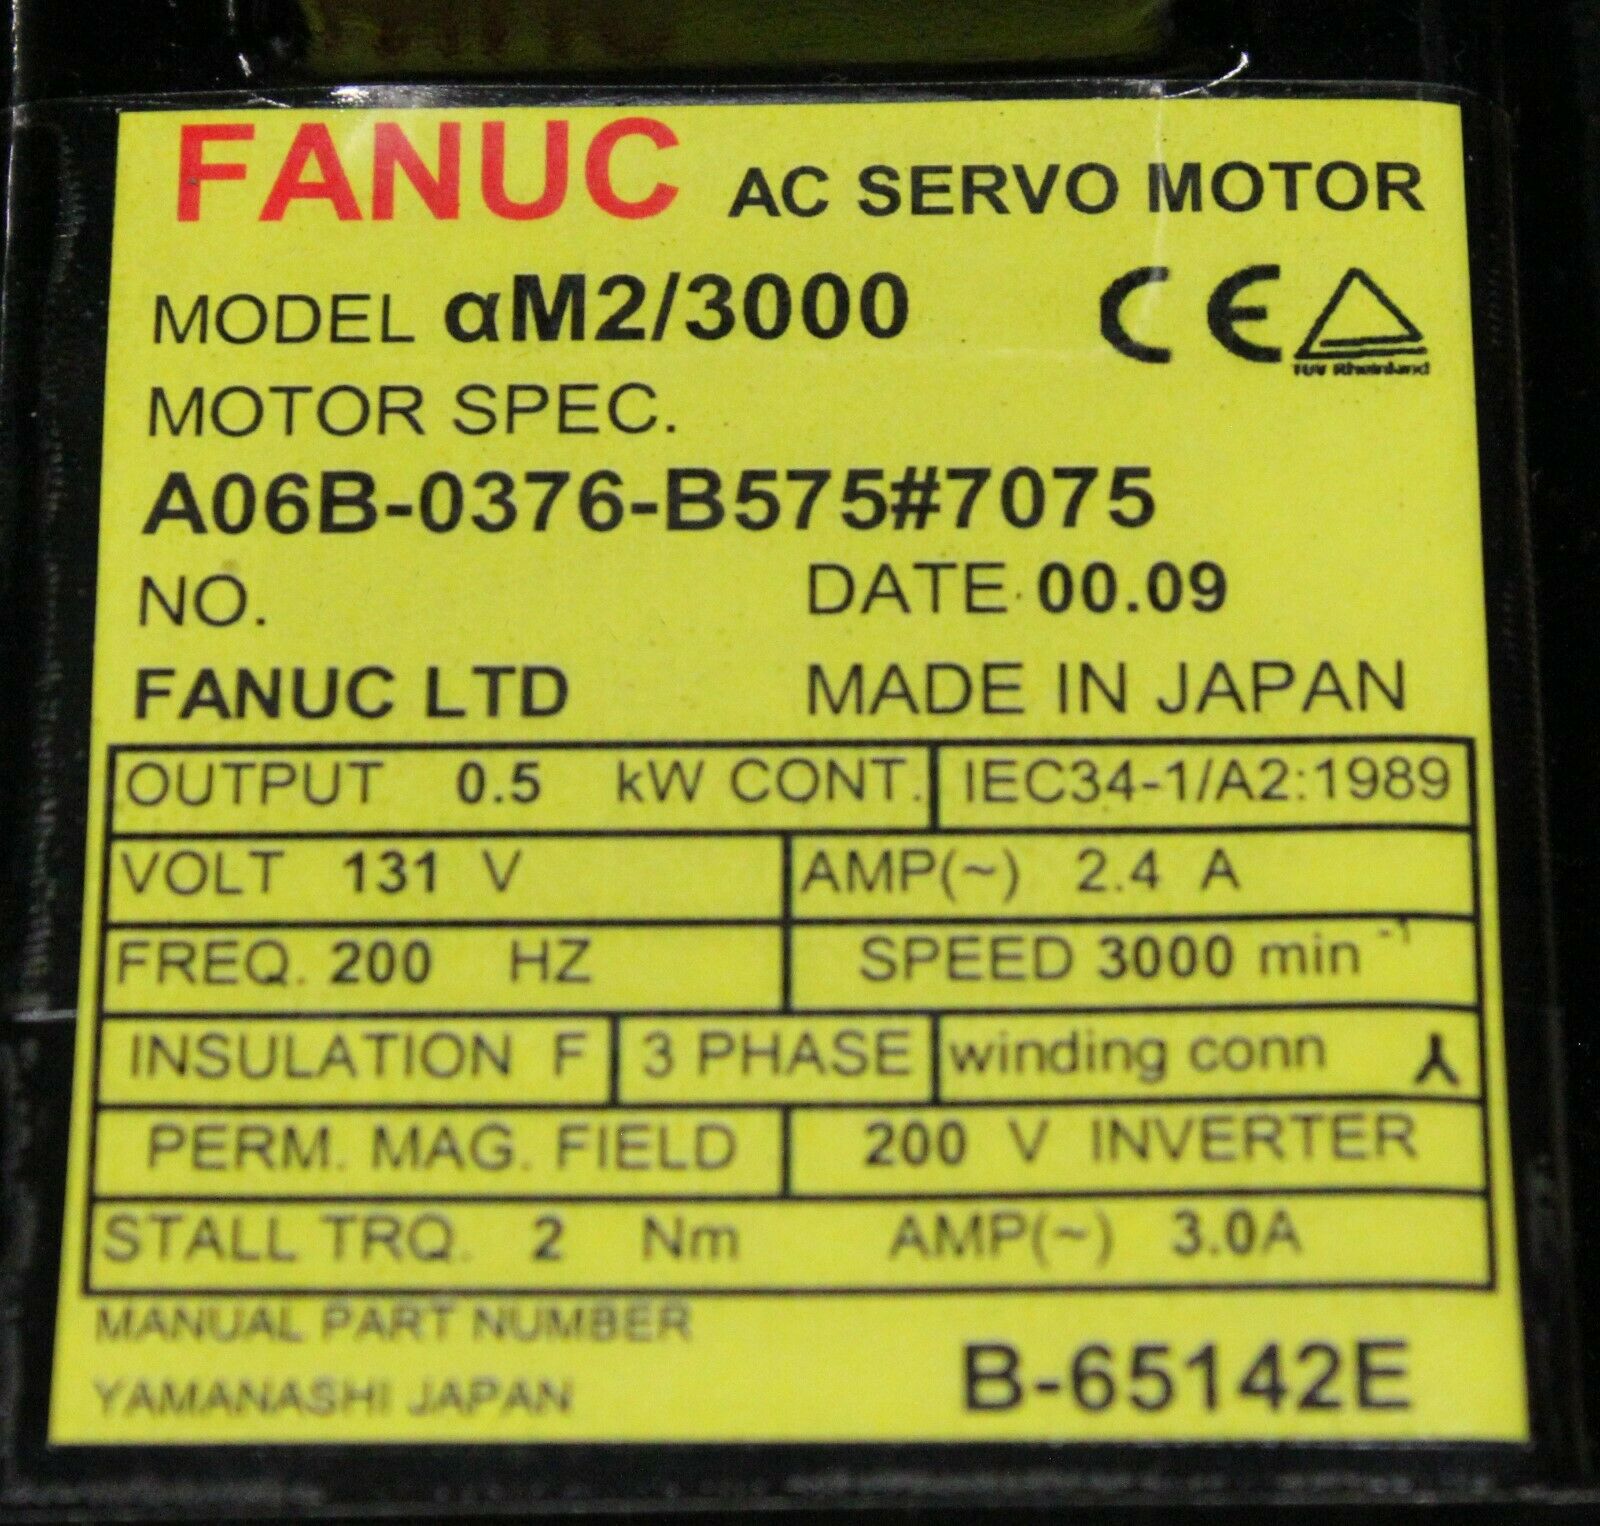 FANUC AC SERVO MOTOR
MODEL αM2/3000 CE
TUV Rheinland
MOTOR SPEC.
A06B-0376-B575#7075
NO. DATE 00.09
FANUC LTD MADE IN JAPAN
OUTPUT 0.5 kW CONT. IEC34-1/A2:1989
VOLT 131 V AMP(~) 2.4 A
FREQ. 200 HZ SPEED 3000 min⁻¹
INSULATION F 3 PHASE winding conn
PERM. MAG. FIELD 200 V INVERTER
STALL TRQ. 2 Nm AMP(~) 3.0A
MANUAL PART NUMBER
YAMANASHI JAPAN B-65142E